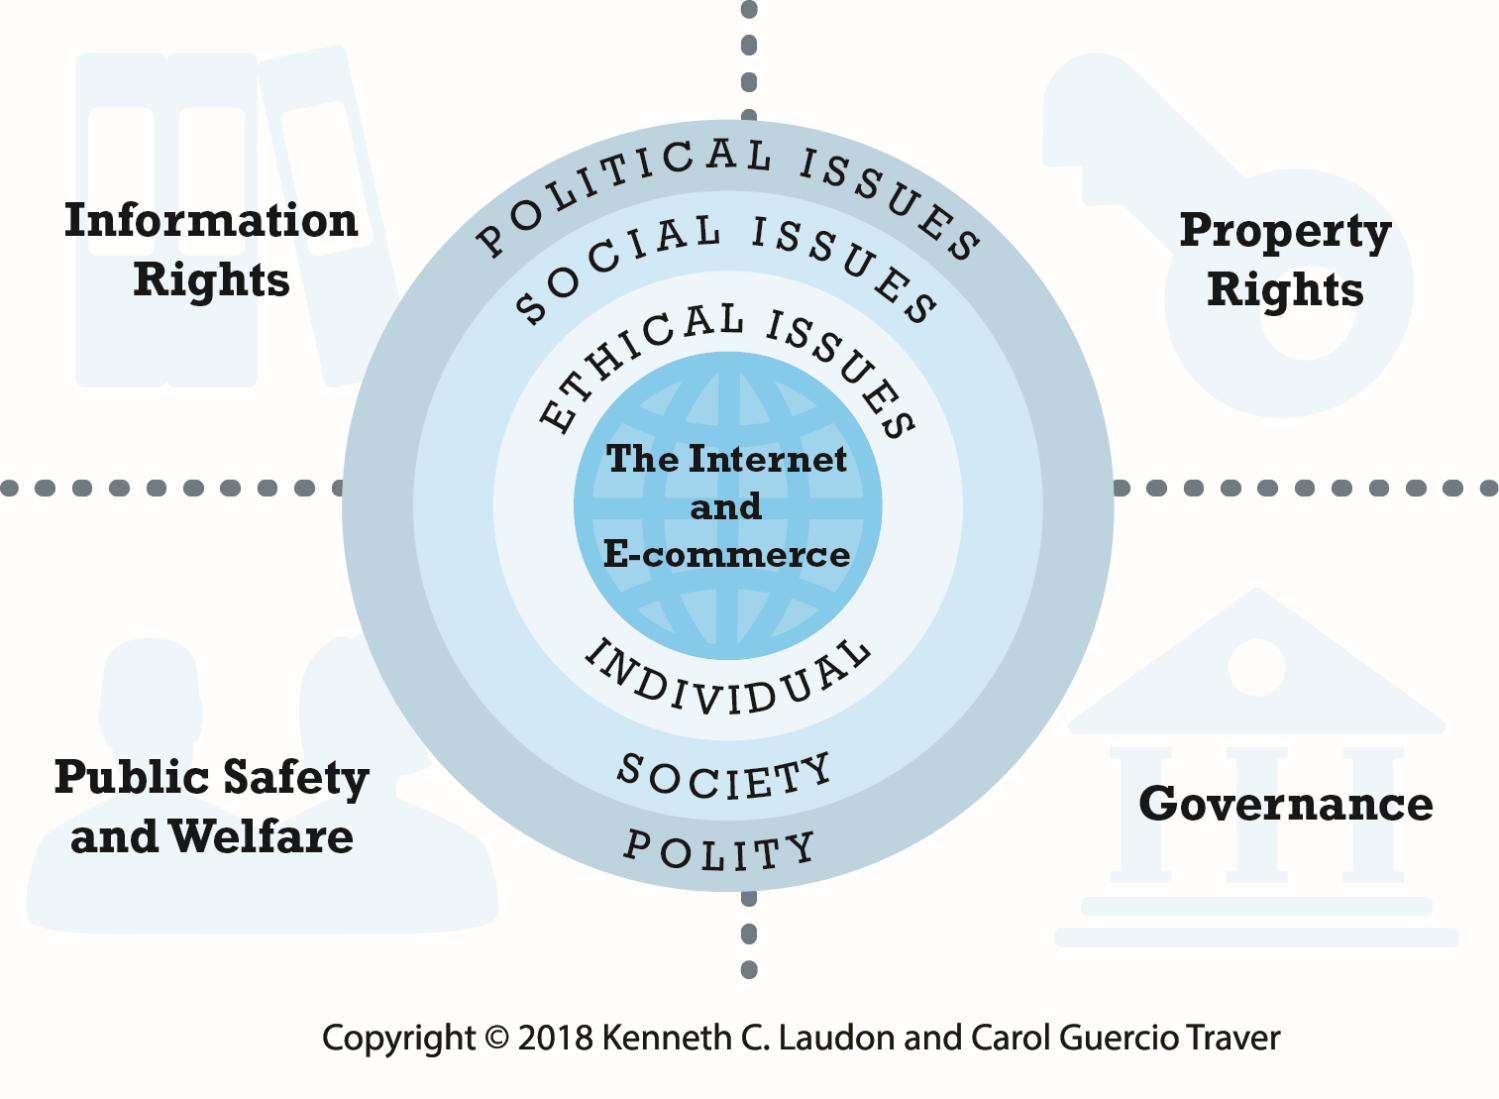 POLITICAL ISSUES
SOCIAL ISSUES
ETHICAL ISSUES
Information
Rights
Property
Rights
The Internet
and
E-commerce
INDIVIDUAL
SOCIETY
POLITY
Public Safety
and Welfare
Governance
Copyright © 2018 Kenneth C. Laudon and Carol Guercio Traver